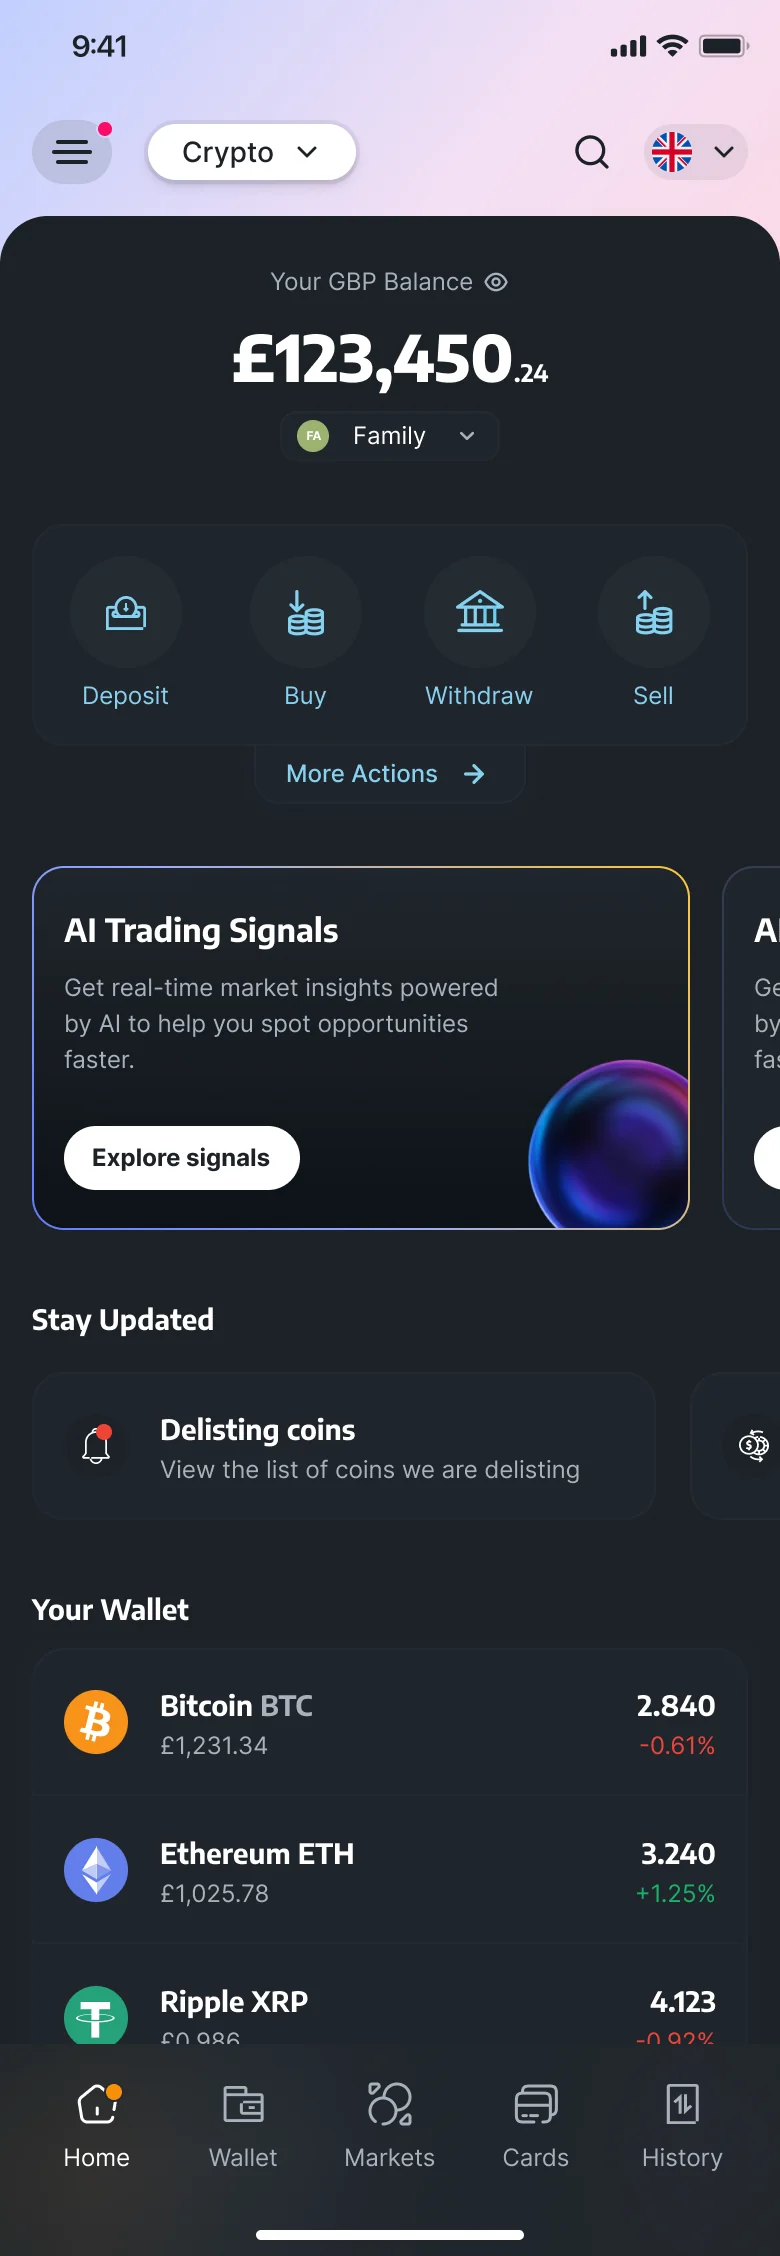 9:41
Crypto
Your GBP Balance
£123,450.24
FA Family
Deposit Buy Withdraw Sell
More Actions
AI Trading Signals
Get real-time market insights powered
by AI to help you spot opportunities
faster.
Explore signals
Stay Updated
Delisting coins
View the list of coins we are delisting
Your Wallet
Bitcoin BTC 2.840
£1,231.34 -0.61%
Ethereum ETH 3.240
£1,025.78 +1.25%
Ripple XRP 4.123
£0.986 -0.92%
Home Wallet Markets Cards History